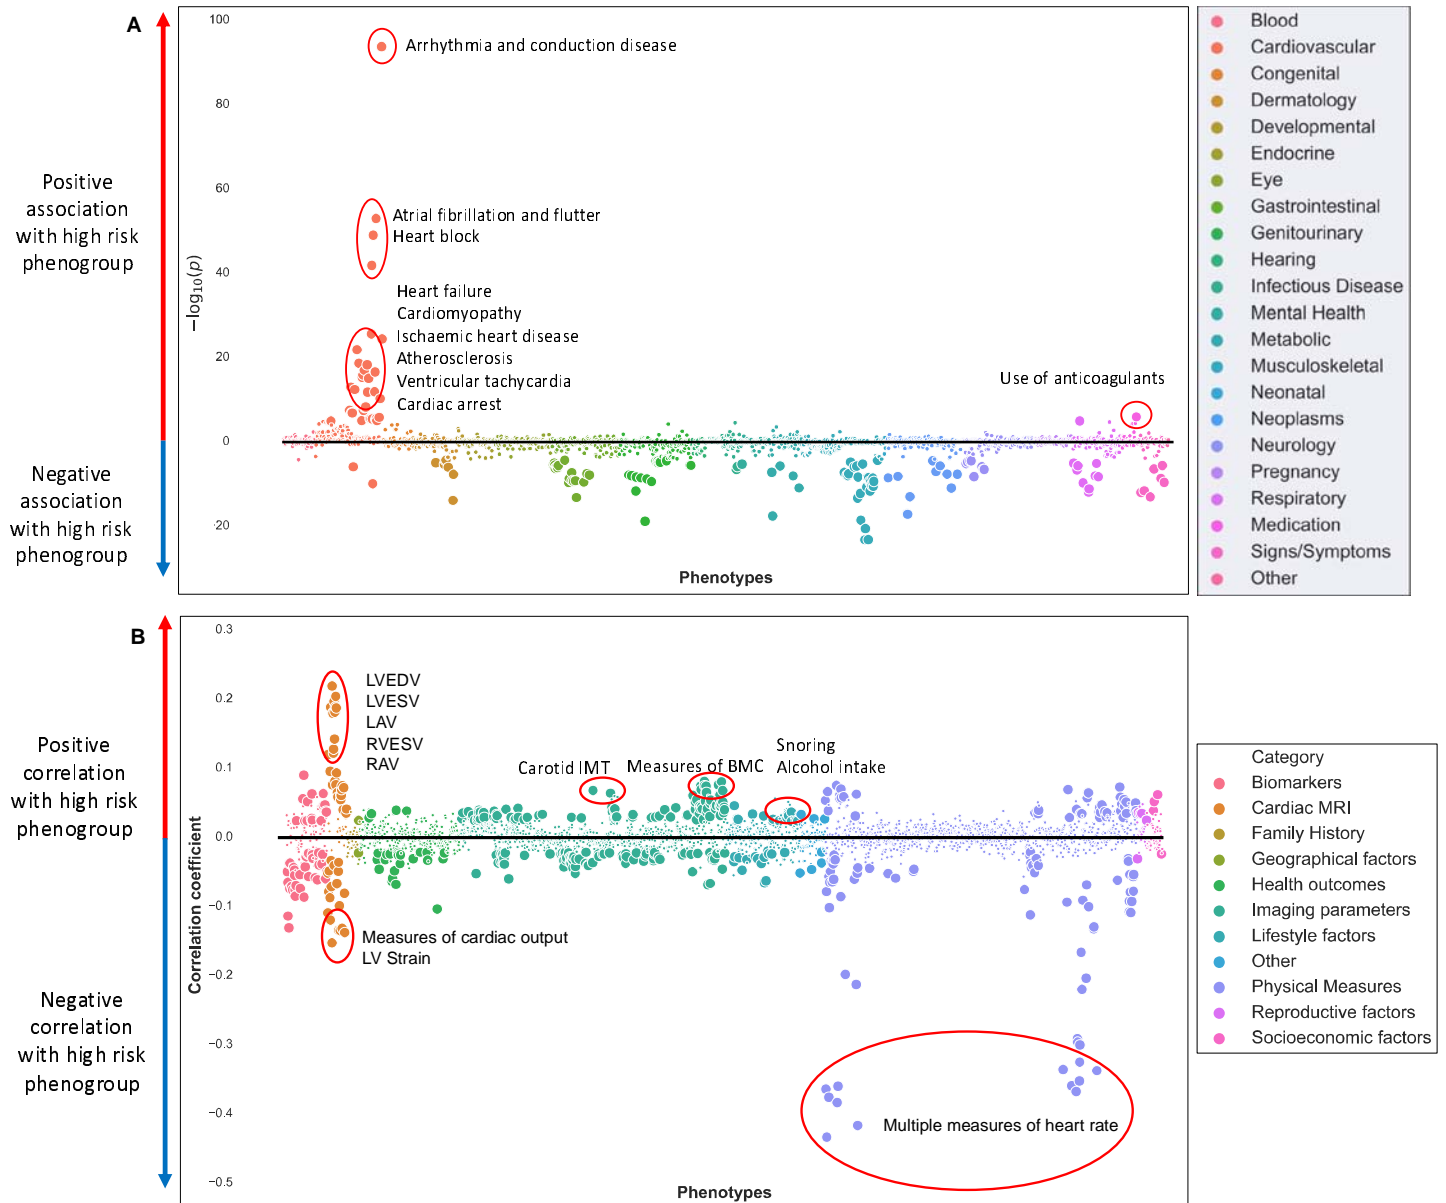 A
100
80
60
40
20
0
20
−log10(p)
Positive
association
with high risk
phenogroup
Negative
association
with high risk
phenogroup
Arrhythmia and conduction disease
Atrial fibrillation and flutter
Heart block
Heart failure
Cardiomyopathy
Ischaemic heart disease
Atherosclerosis
Ventricular tachycardia
Cardiac arrest
Use of anticoagulants
Phenotypes
Blood
Cardiovascular
Congenital
Dermatology
Developmental
Endocrine
Eye
Gastrointestinal
Genitourinary
Hearing
Infectious Disease
Mental Health
Metabolic
Musculoskeletal
Neonatal
Neoplasms
Neurology
Pregnancy
Respiratory
Medication
Signs/Symptoms
Other
B
0.3
0.2
0.1
0.0
−0.1
−0.2
−0.3
−0.4
−0.5
Correlation coefficient
Positive
correlation
with high risk
phenogroup
Negative
correlation
with high risk
phenogroup
LVEDV
LVESV
LAV
RVESV
RAV
Carotid IMT
Measures of BMC
Snoring
Alcohol intake
Measures of cardiac output
LV Strain
Multiple measures of heart rate
Phenotypes
Category
Biomarkers
Cardiac MRI
Family History
Geographical factors
Health outcomes
Imaging parameters
Lifestyle factors
Other
Physical Measures
Reproductive factors
Socioeconomic factors